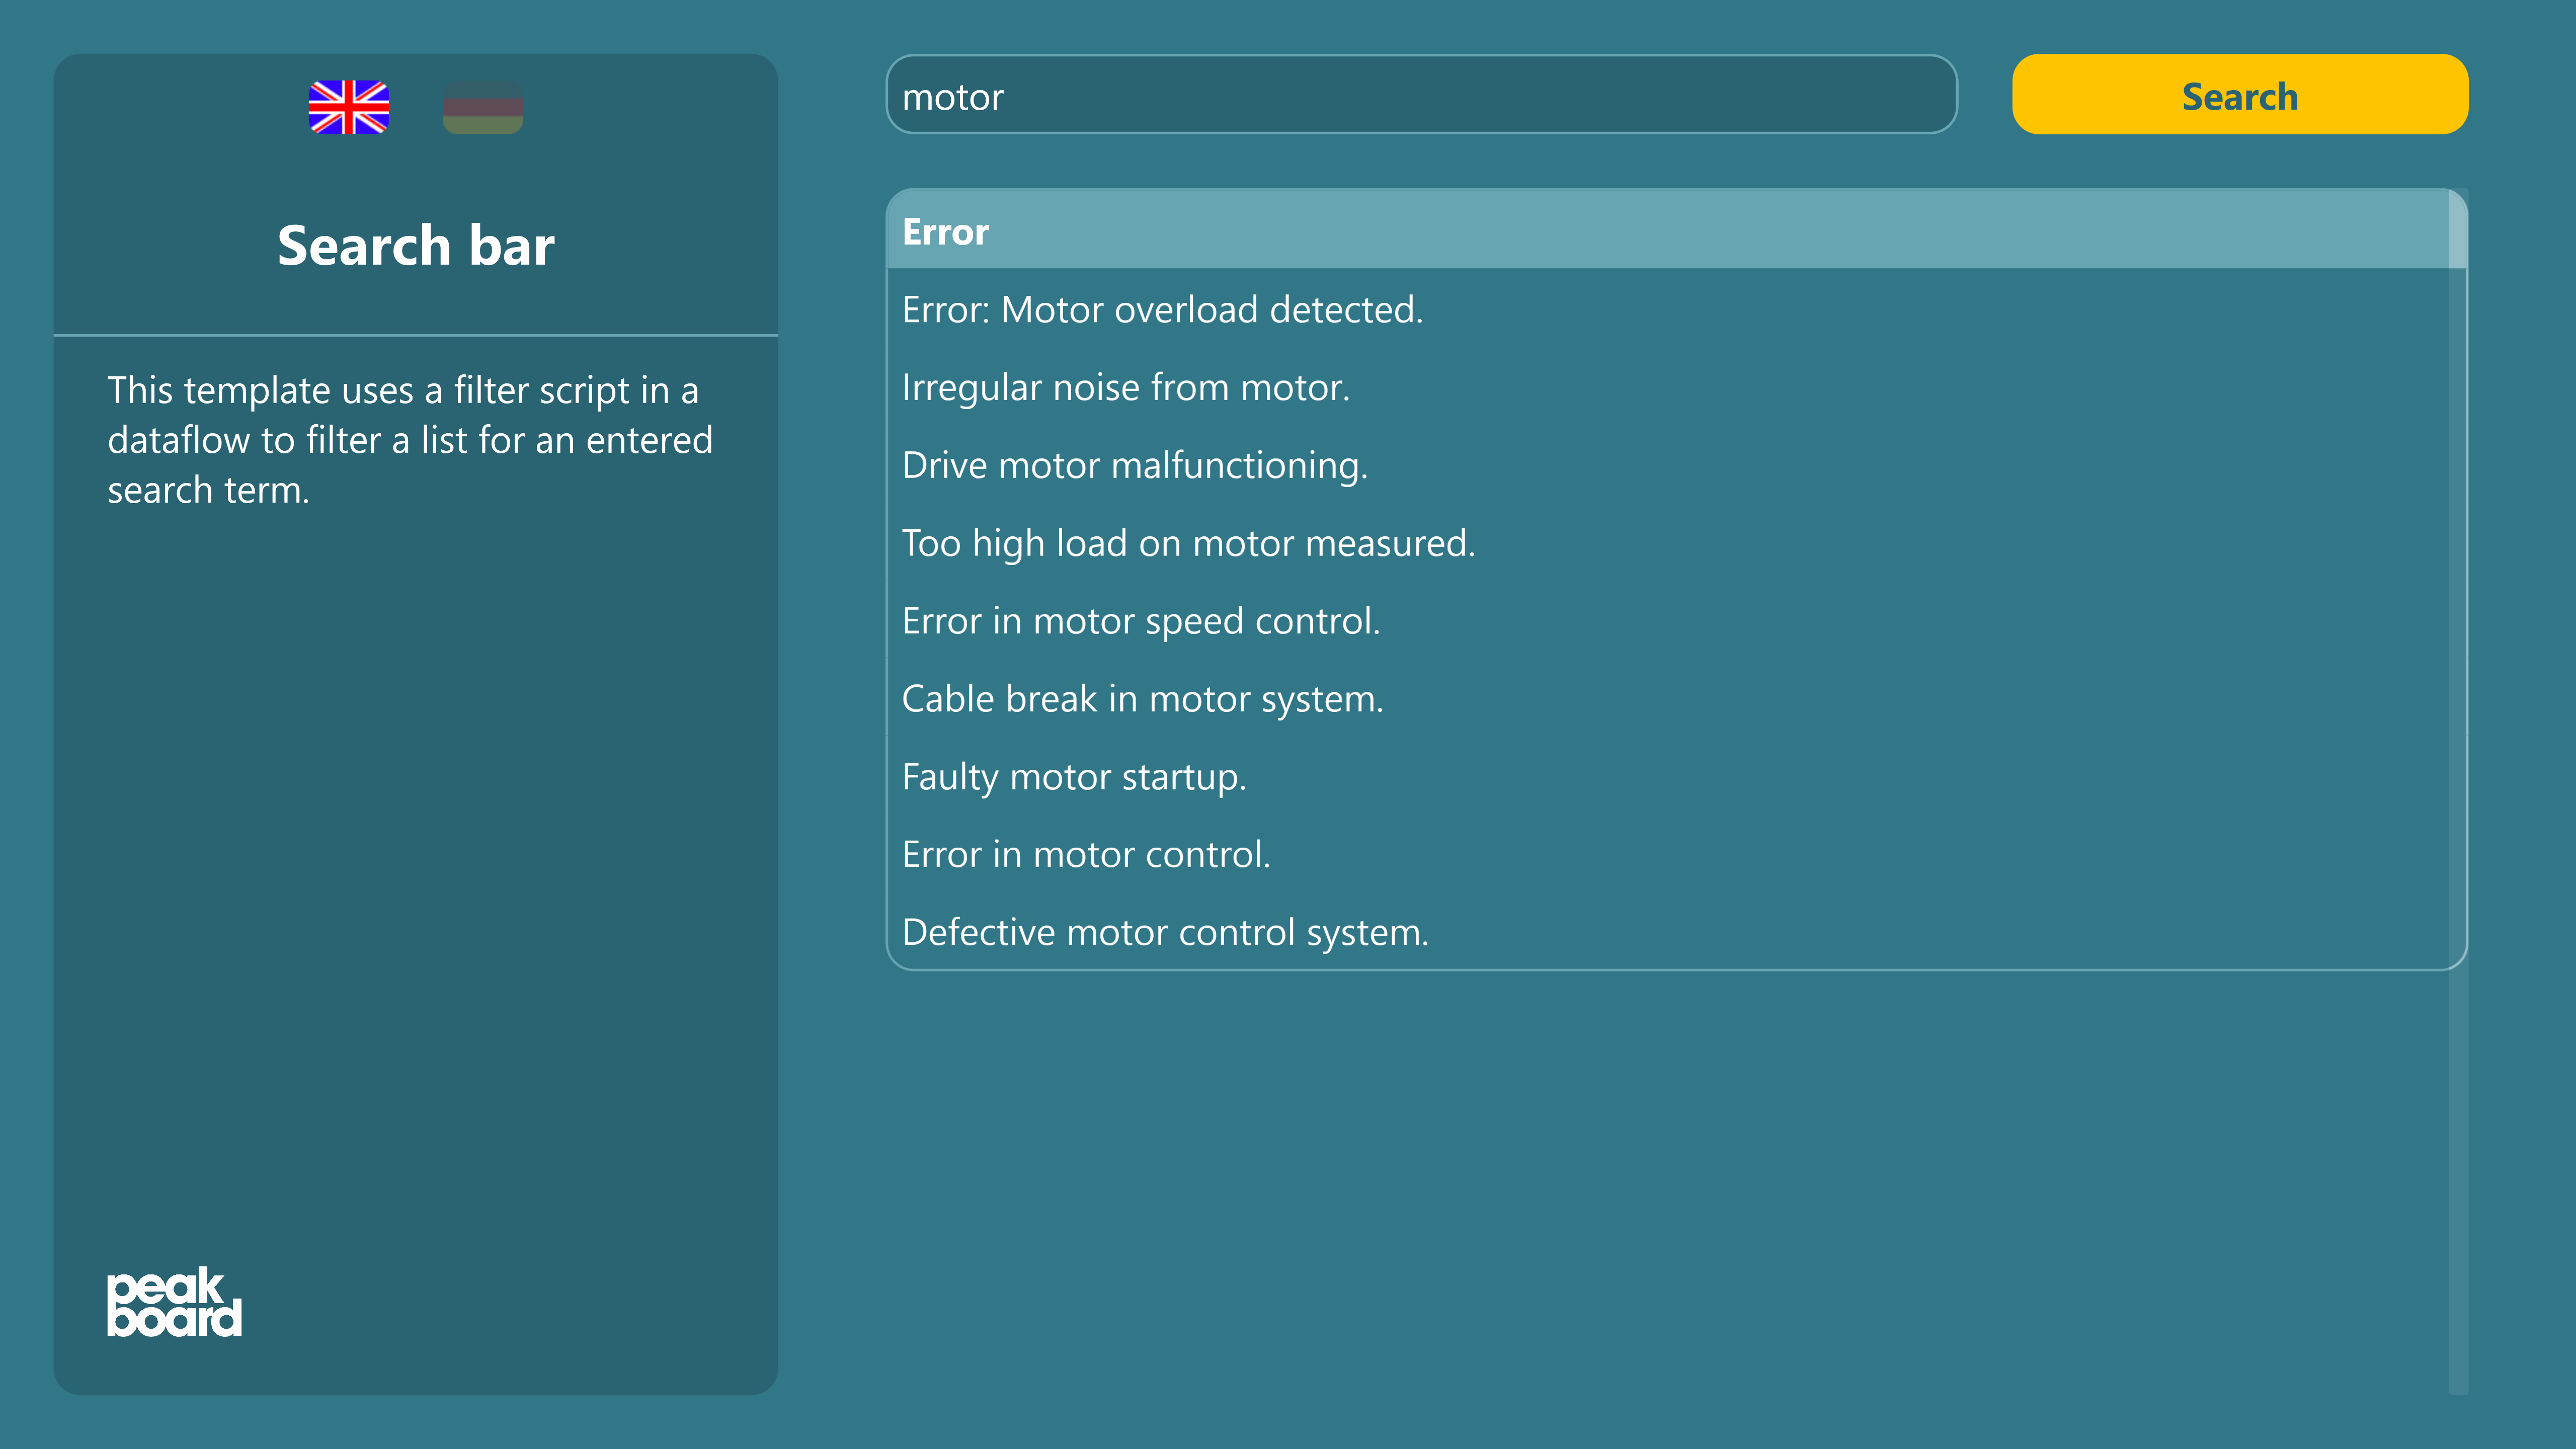 Search bar
This template uses a filter script in a
dataflow to filter a list for an entered
search term.
peak
board
motor
Search
Error
Error: Motor overload detected.
Irregular noise from motor.
Drive motor malfunctioning.
Too high load on motor measured.
Error in motor speed control.
Cable break in motor system.
Faulty motor startup.
Error in motor control.
Defective motor control system.